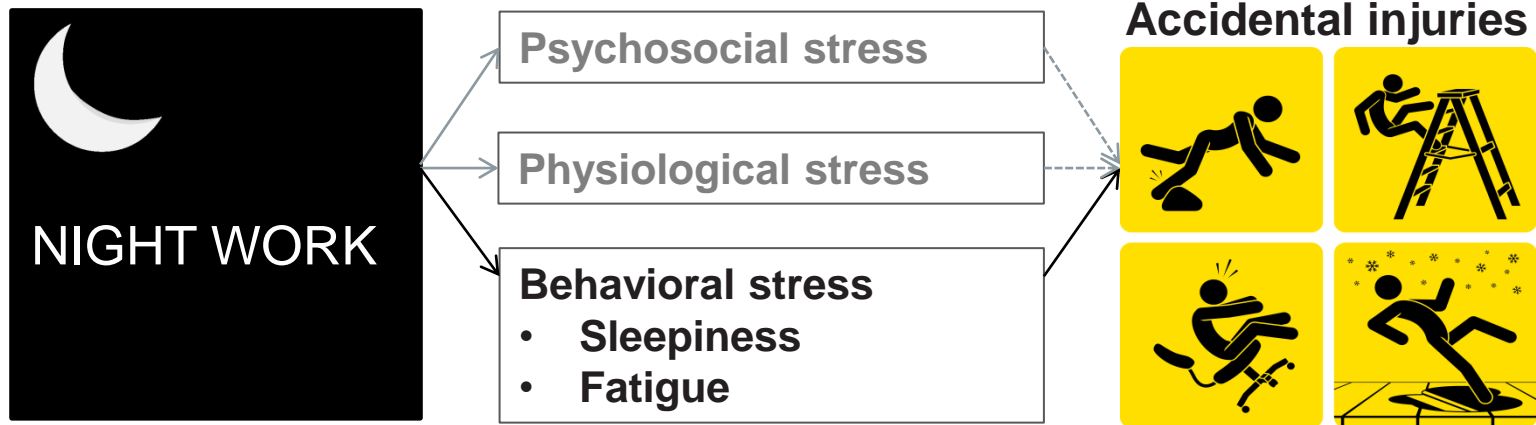 NIGHT WORK
Psychosocial stress
Physiological stress
Behavioral stress
• Sleepiness
• Fatigue
Accidental injuries